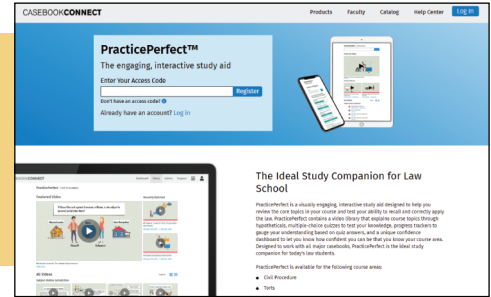 CASEBOOKCONNECT
Products Faculty Catalog Help Center Log In
PracticePerfect™
The engaging, interactive study aid
Enter Your Access Code
Register
Don't have an access code?
Already have an account? Log in
The Ideal Study Companion for Law
School
PracticePerfect is a visually engaging, interactive study aid designed to help you
review the core topics in your course and test your ability to recall and correctly apply
the law. PracticePerfect contains a video library that explains course topics through
hypotheticals, multiple-choice quizzes to test your knowledge, progress trackers to
gauge your understanding based on quiz answers, and a unique confidence
dashboard to let you know how confident you can be that you know your course area.
Designed to work with all major casebooks, PracticePerfect is the ideal study
companion for today's law students.
PracticePerfect is available for the following course areas:
Civil Procedure
Torts
Featured Video
All Videos